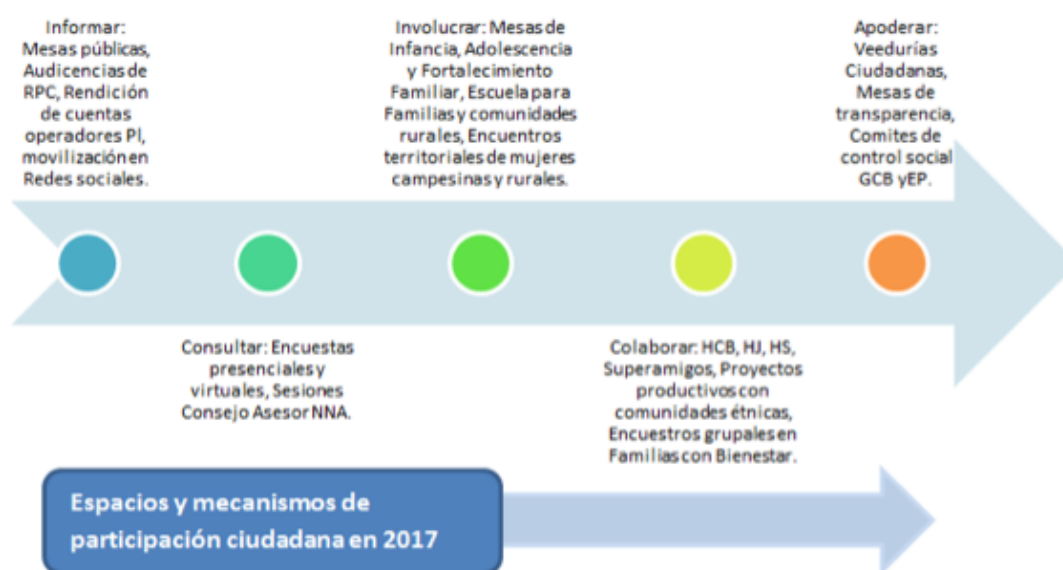 Informar:
Mesas públicas,
Audicencias de
RPC, Rendición
de cuentas
operadores PI,
movilización en
Redes sociales.
Involucrar: Mesas de
Infancia, Adolescencia
y Fortalecimiento
Familiar, Escuela para
Familias y comunidades
rurales, Encuentros
territoriales de mujeres
campesinas y rurales.
Apoderar:
Veedurías
Ciudadanas,
Mesas de
transparencia,
Comites de
control social
GCB yEP.
Consultar: Encuestas
presenciales y
virtuales, Sesiones
Consejo Asesor NNA.
Colaborar: HCB, HJ, HS,
Superamigos, Proyectos
productivos con
comunidades étnicas,
Encuestros grupales en
Familias con Bienestar.
Espacios y mecanismos de
participación ciudadana en 2017